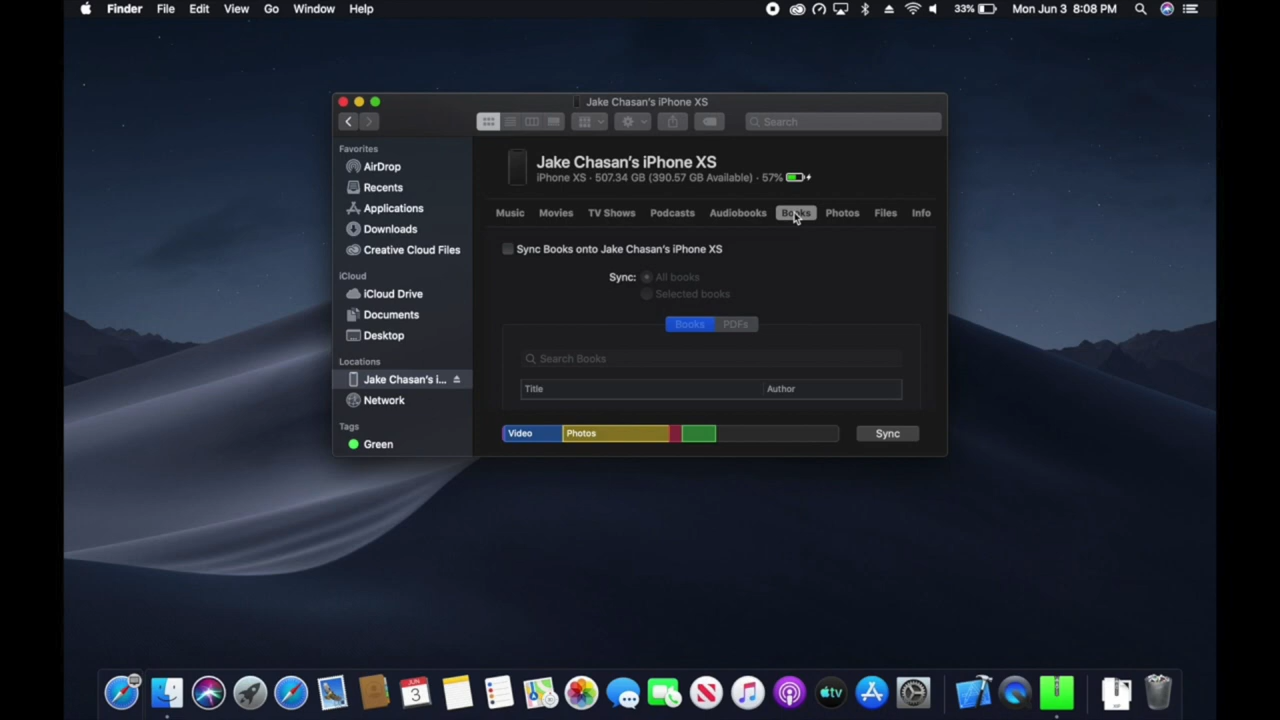 Finder File Edit View Go Window Help 33% Mon Jun 3 8:08 PM
Jake Chasan's iPhone XS
Search
Favorites
AirDrop
Recents
Applications
Downloads
Creative Cloud Files
iCloud
iCloud Drive
Documents
Desktop
Locations
Jake Chasan's i...
Network
Tags
Green
Jake Chasan's iPhone XS
iPhone XS · 507.34 GB (390.57 GB Available) · 57%
Music Movies TV Shows Podcasts Audiobooks Books Photos Files Info
Sync Books onto Jake Chasan's iPhone XS
Sync: All books
Selected books
Books PDFs
Search Books
Title Author
Video Photos Sync
JUN
3
tv